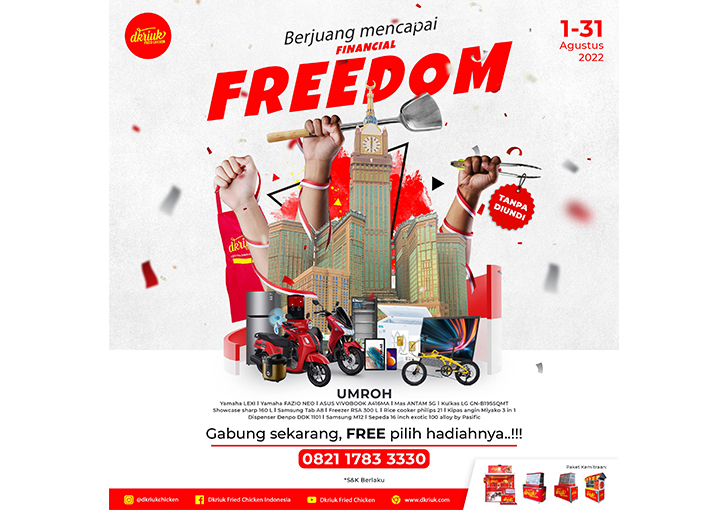 dkriuk
FRIED CHICKEN
Berjuang mencapai
FINANCIAL
FREEDOM
1-31
Agustus
2022
TANPA
DIUNDI
dkriuk
UMROH
Yamaha LEXI | Yamaha FAZIO NEO | ASUS VIVOBOOK A416MA | Mas ANTAM 5G | Kulkas LG GN-B195SQMT
Showcase sharp 160 L | Samsung Tab A8 | Freezer RSA 300 L | Rice cooker philips 21 | Kipas angin Miyako 3 in 1
Dispenser Denpo DDK 1101 | Samsung M12 | Sepeda 16 inch exotic 100 alloy by Pasific
Gabung sekarang, FREE pilih hadiahnya..!!!
0821 1783 3330
*S&K Berlaku
Paket Kemitraan:
@dkriukchicken
Dkriuk Fried Chicken Indonesia
Dkriuk Fried Chicken
www.dkriuk.com